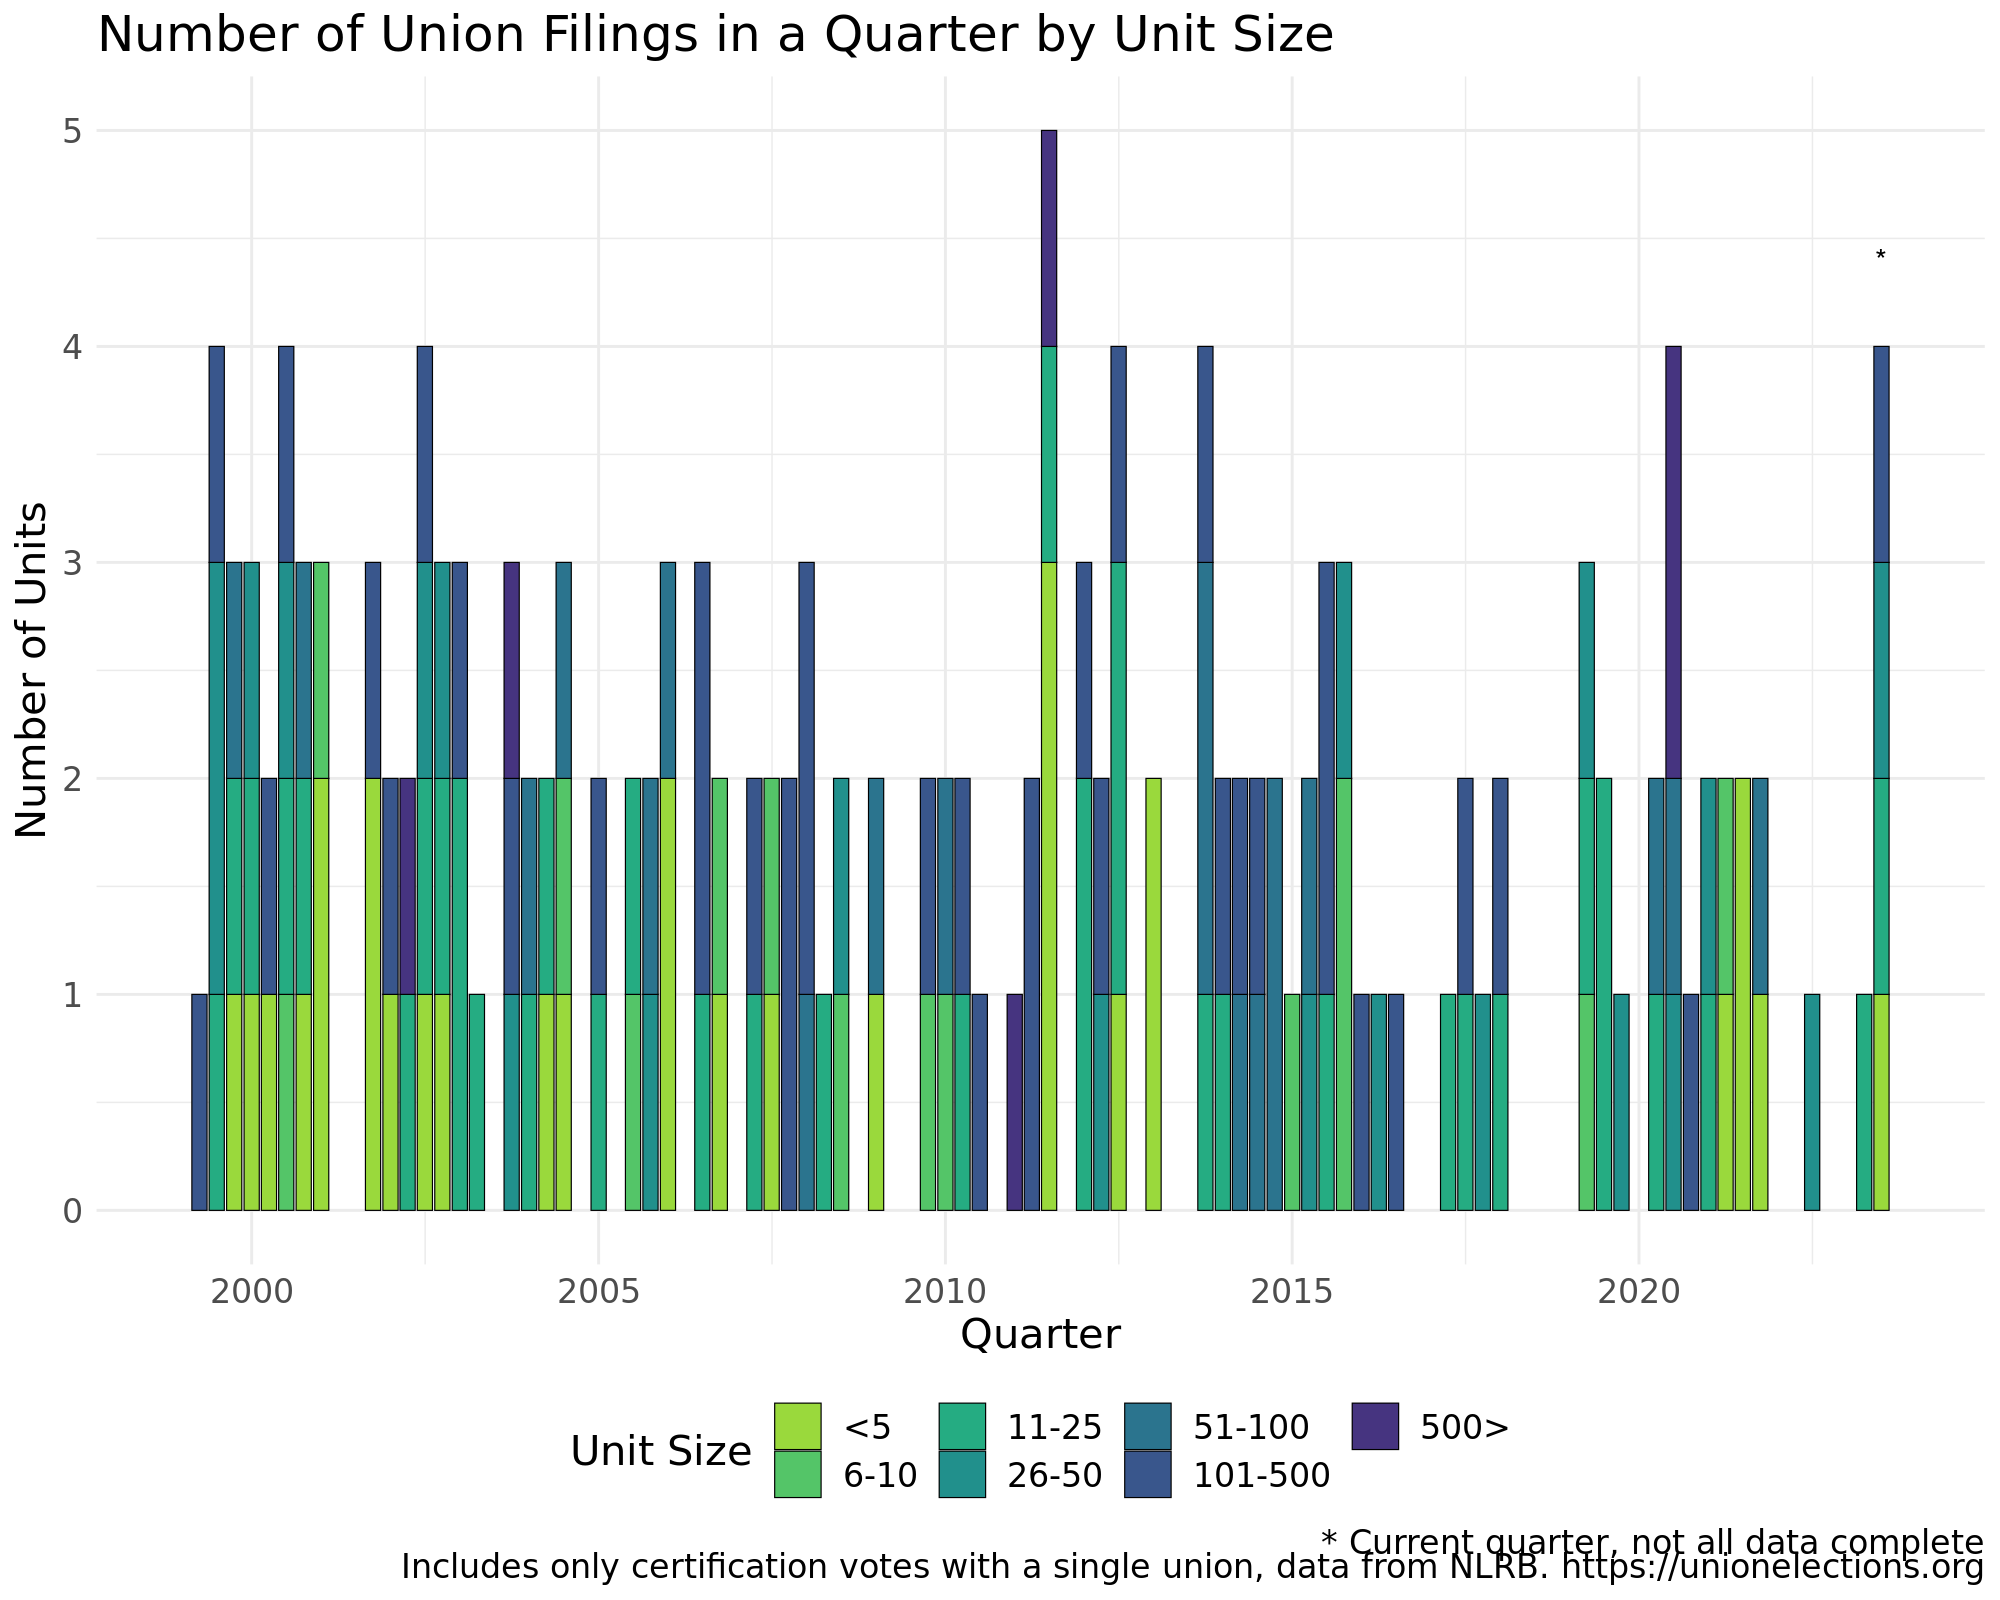 Number of Union Filings in a Quarter by Unit Size
Number of Units
5
4
3
2
1
0
*
2000 2005 2010 2015 2020
Quarter
Unit Size
<5 11-25 51-100 500>
6-10 26-50 101-500
* Current quarter, not all data complete
Includes only certification votes with a single union, data from NLRB. https://unionelections.org